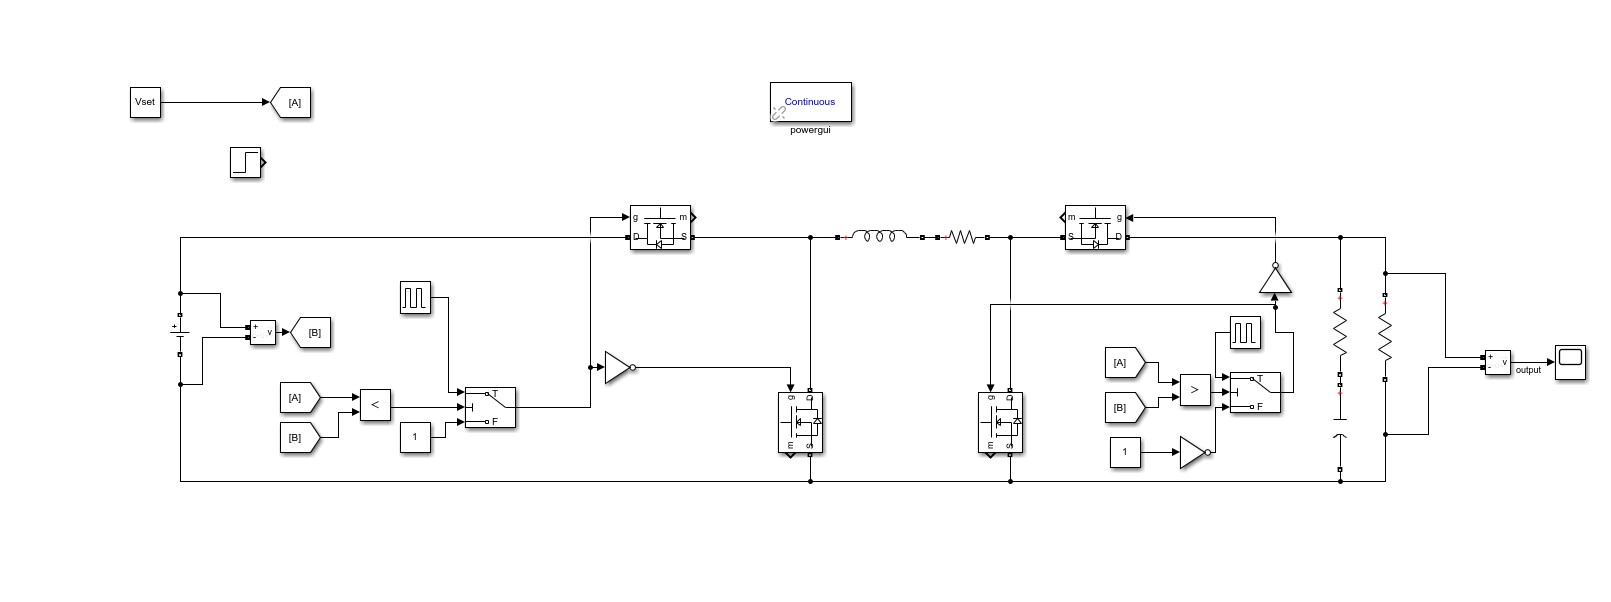 Vset
[A]
Continuous
powergui
g
m
D
S
m
g
S
D
+
+
-
v
[B]
[A]
[B]
<
1
T
F
g
D
m
S
g
D
m
S
[A]
[B]
>
1
T
F
+
-
v
output